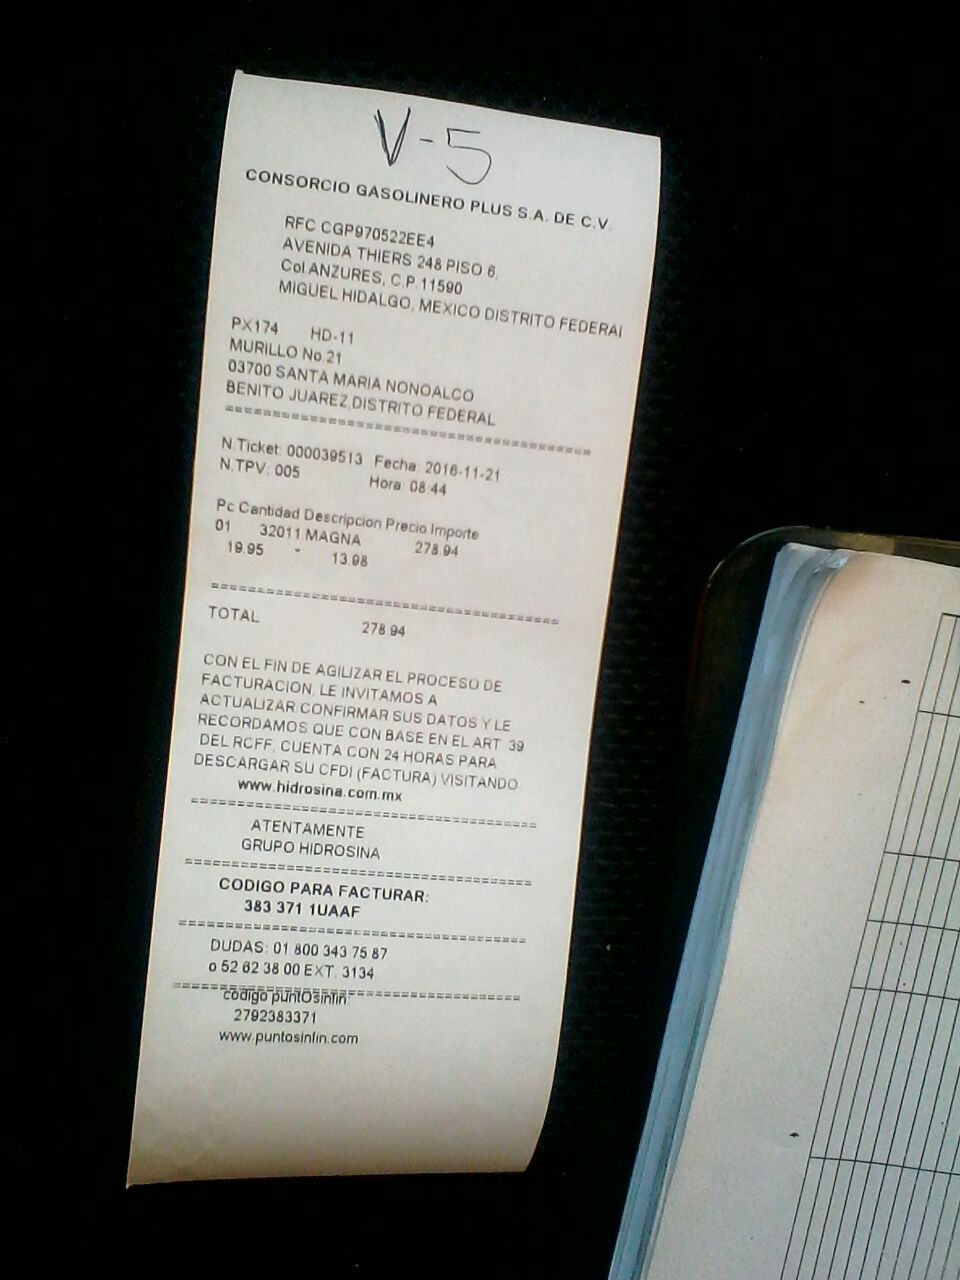 V-5
CONSORCIO GASOLINERO PLUS S.A. DE C.V.
RFC CGP970522EE4
AVENIDA THIERS 248 PISO 6,
Col.ANZURES, C.P.11590
MIGUEL HIDALGO, MEXICO DISTRITO FEDERAl
PX174 HD-11
MURILLO No.21
03700 SANTA MARIA NONOALCO
BENITO JUAREZ,DISTRITO FEDERAL
=======================================
N.Ticket: 000039513 Fecha: 2016-11-21
N.TPV: 005 Hora: 08:44
Pc Cantidad Descripcion Precio Importe
01 32011 MAGNA 278.94
19.95 - 13.98
=======================================
TOTAL 278.94
CON EL FIN DE AGILIZAR EL PROCESO DE
FACTURACION, LE INVITAMOS A
ACTUALIZAR CONFIRMAR SUS DATOS Y LE
RECORDAMOS QUE CON BASE EN EL ART. 39
DEL RCFF, CUENTA CON 24 HORAS PARA
DESCARGAR SU CFDI (FACTURA) VISITANDO
www.hidrosina.com.mx
=======================================
ATENTAMENTE
GRUPO HIDROSINA
=======================================
CODIGO PARA FACTURAR:
383 371 1UAAF
=======================================
DUDAS: 01 800 343 75 87
o 52 62 38 00 EXT. 3134
=======================================
codigo puntOsinfin:
2792383371
www.puntosinfin.com